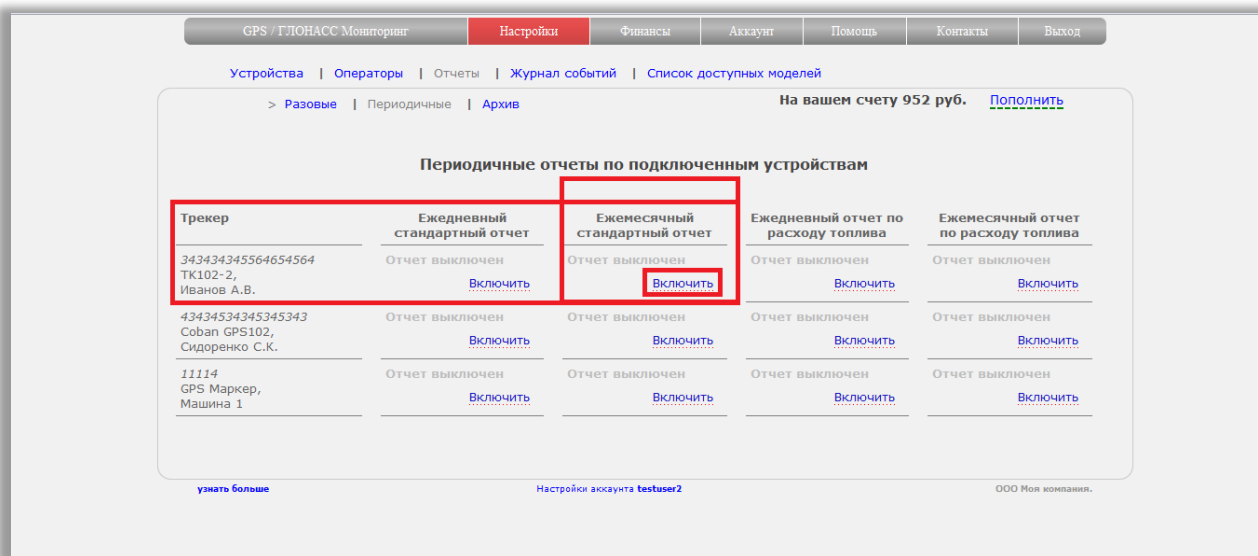 GPS / ГЛОНАСС Мониторинг Настройки Финансы Аккаунт Помощь Контакты Выход
Устройства | Операторы | Отчеты | Журнал событий | Список доступных моделей
> Разовые | Периодичные | Архив На вашем счету 952 руб. Пополнить
Периодичные отчеты по подключенным устройствам
Трекер Ежедневный Ежемесячный Ежедневный отчет по Ежемесячный отчет
стандартный отчет стандартный отчет расходу топлива по расходу топлива
343434345564654564 Отчет выключен Отчет выключен Отчет выключен Отчет выключен
TK102-2,
Иванов А.В. Включить Включить Включить Включить
43434534345345343 Отчет выключен Отчет выключен Отчет выключен Отчет выключен
Coban GPS102,
Сидоренко С.К. Включить Включить Включить Включить
11114 Отчет выключен Отчет выключен Отчет выключен Отчет выключен
GPS Маркер,
Машина 1 Включить Включить Включить Включить
узнать больше Настройки аккаунта testuser2 ООО Моя компания.